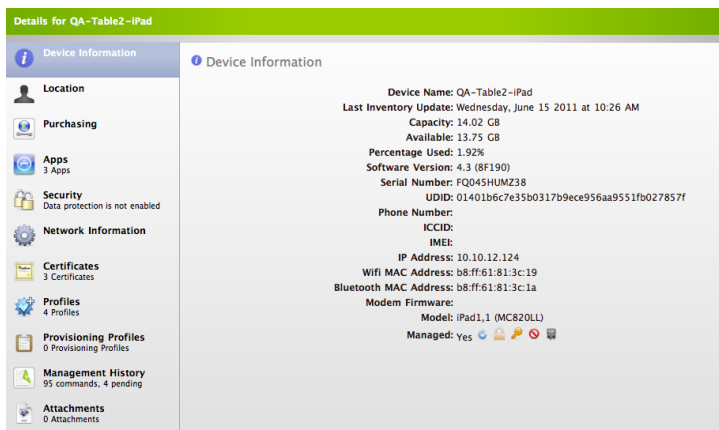 Details for QA-Table2-iPad
Device Information
Location
Purchasing
Apps
3 Apps
Security
Data protection is not enabled
Network Information
Certificates
3 Certificates
Profiles
4 Profiles
Provisioning Profiles
0 Provisioning Profiles
Management History
95 commands, 4 pending
Attachments
0 Attachments
Device Information
Device Name: QA-Table2-iPad
Last Inventory Update: Wednesday, June 15 2011 at 10:26 AM
Capacity: 14.02 GB
Available: 13.75 GB
Percentage Used: 1.92%
Software Version: 4.3 (8F190)
Serial Number: FQ045HUMZ38
UDID: 01401b6c7e35b0317b9ece956aa9551fb027857f
Phone Number:
ICCID:
IMEI:
IP Address: 10.10.12.124
Wifi MAC Address: b8:ff:61:81:3c:19
Bluetooth MAC Address: b8:ff:61:81:3c:1a
Modem Firmware:
Model: iPad1,1 (MC820LL)
Managed: Yes